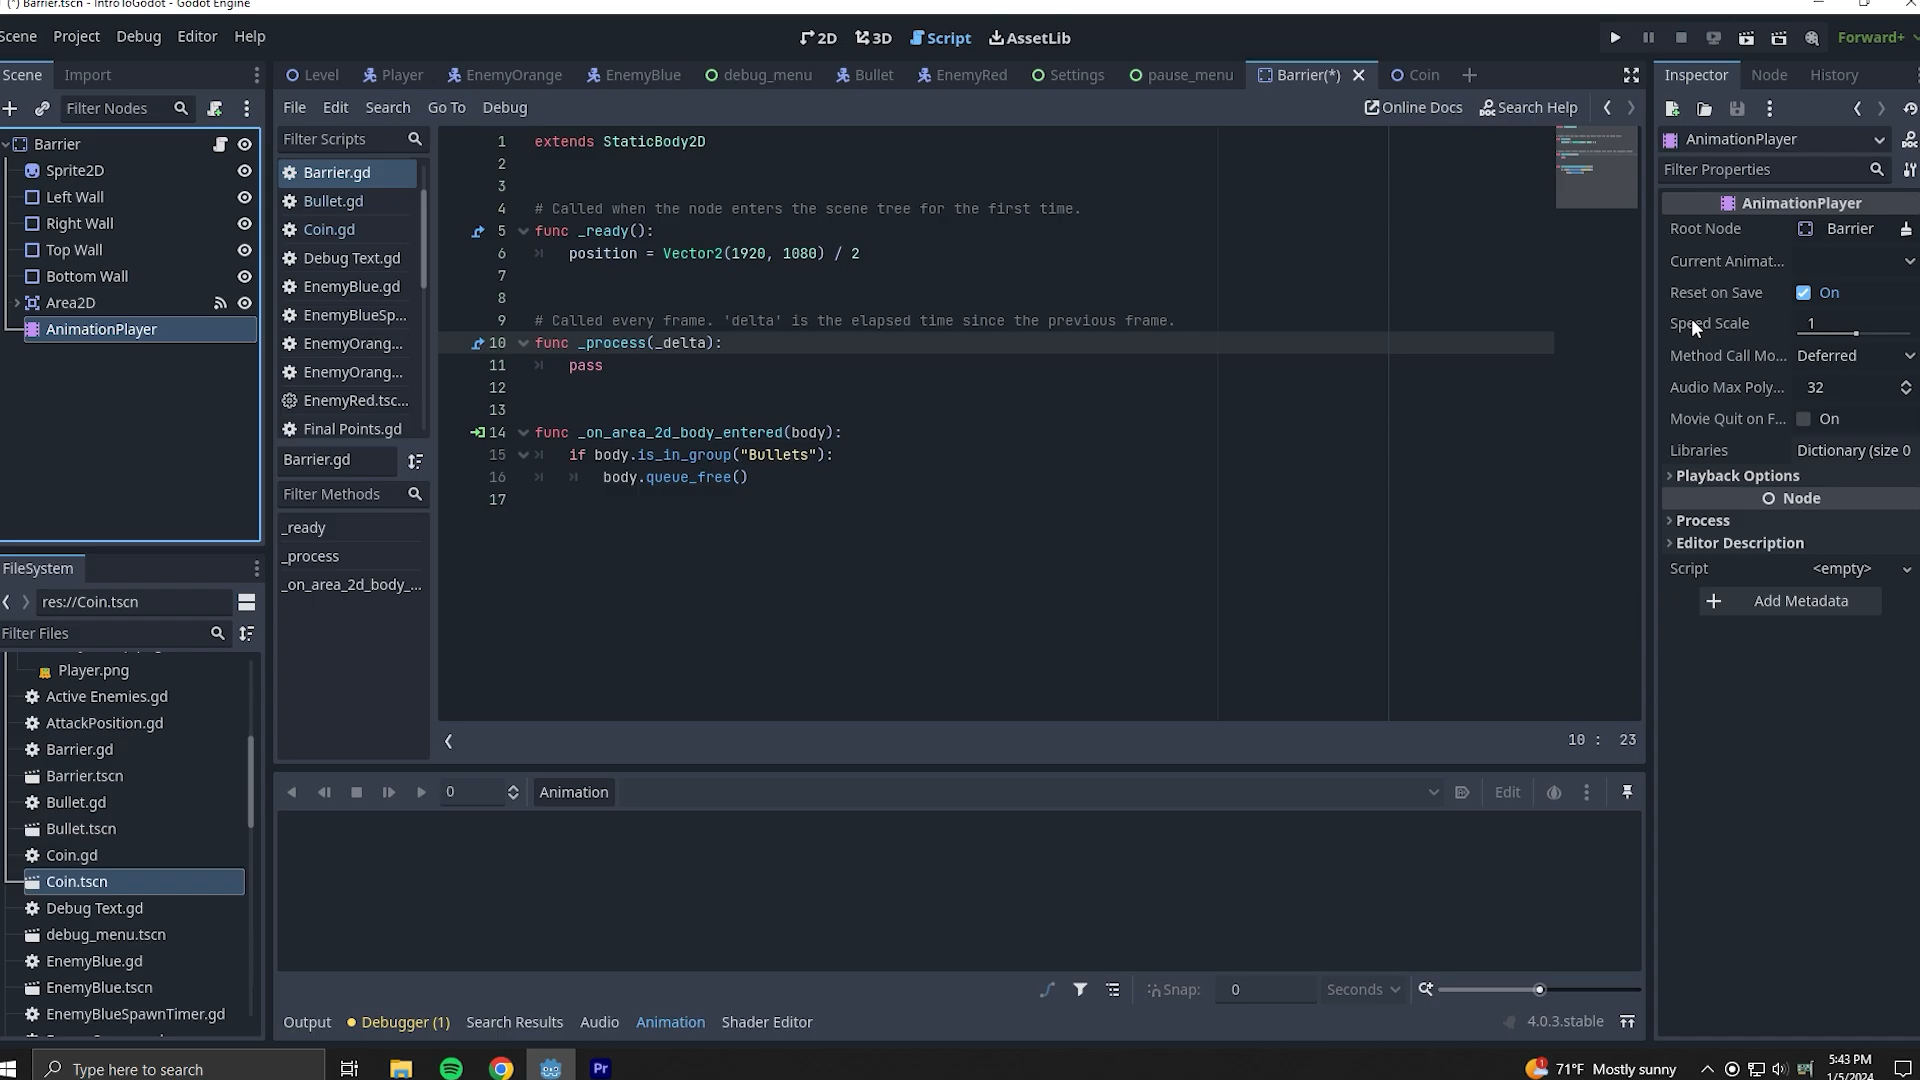 (*) Barrier.tscn - IntroToGodot - Godot Engine
Scene Project Debug Editor Help
2D 3D Script AssetLib
Forward+
Scene Import
Level Player EnemyOrange EnemyBlue debug_menu Bullet EnemyRed Settings pause_menu Barrier(*) Coin
Inspector Node History
Filter Nodes
File Edit Search Go To Debug
Online Docs Search Help
Barrier
Sprite2D
Left Wall
Right Wall
Top Wall
Bottom Wall
Area2D
AnimationPlayer
Filter Scripts
Barrier.gd
Bullet.gd
Coin.gd
Debug Text.gd
EnemyBlue.gd
EnemyBlueSp...
EnemyOrang...
EnemyOrang...
EnemyRed.tsc...
Final Points.gd
Barrier.gd
Filter Methods
_ready
_process
_on_area_2d_body_...
1 extends StaticBody2D
2
3
4 # Called when the node enters the scene tree for the first time.
5 func _ready():
6 position = Vector2(1920, 1080) / 2
7
8
9 # Called every frame. 'delta' is the elapsed time since the previous frame.
10 func _process(_delta):
11 pass
12
13
14 func _on_area_2d_body_entered(body):
15 if body.is_in_group("Bullets"):
16 body.queue_free()
17
10 : 23
AnimationPlayer
Filter Properties
AnimationPlayer
Root Node Barrier
Current Animat...
Reset on Save On
Speed Scale 1
Method Call Mo... Deferred
Audio Max Poly... 32
Movie Quit on F... On
Libraries Dictionary (size 0
Playback Options
Node
Process
Editor Description
Script <empty>
Add Metadata
FileSystem
res://Coin.tscn
Filter Files
Player.png
Active Enemies.gd
AttackPosition.gd
Barrier.gd
Barrier.tscn
Bullet.gd
Bullet.tscn
Coin.gd
Coin.tscn
Debug Text.gd
debug_menu.tscn
EnemyBlue.gd
EnemyBlue.tscn
EnemyBlueSpawnTimer.gd
0 Animation Edit
Snap: 0 Seconds
Output Debugger (1) Search Results Audio Animation Shader Editor
4.0.3.stable
Type here to search
Pr
1
71°F Mostly sunny
5:43 PM
1/5/2024